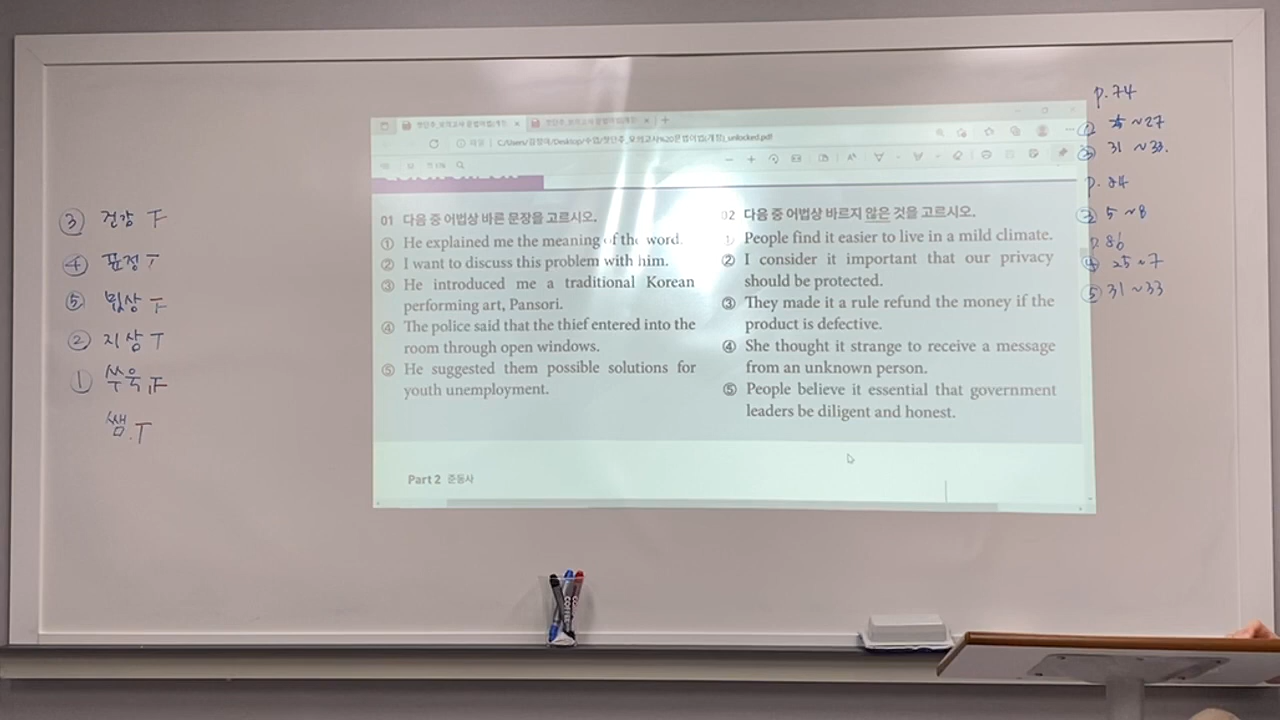 ③ 건강 F
④ 표정 F
⑤ 밉상 F
② 지상 T
① 쑤욱, F
쌤.T
01 다음 중 어법상 바른 문장을 고르시오.
① He explained me the meaning of the word.
② I want to discuss this problem with him.
③ He introduced me a traditional Korean
performing art, Pansori.
④ The police said that the thief entered into the
room through open windows.
⑤ He suggested them possible solutions for
youth unemployment.
02 다음 중 어법상 바르지 않은 것을 고르시오.
① People find it easier to live in a mild climate.
② I consider it important that our privacy
should be protected.
③ They made it a rule refund the money if the
product is defective.
④ She thought it strange to receive a message
from an unknown person.
⑤ People believe it essential that government
leaders be diligent and honest.
Part 2 준동사
p.74
~27
31 ~33.
p. 84
③ 5 ~8
p.86
④ 25 ~7
⑤ 31 ~33
COFFEE